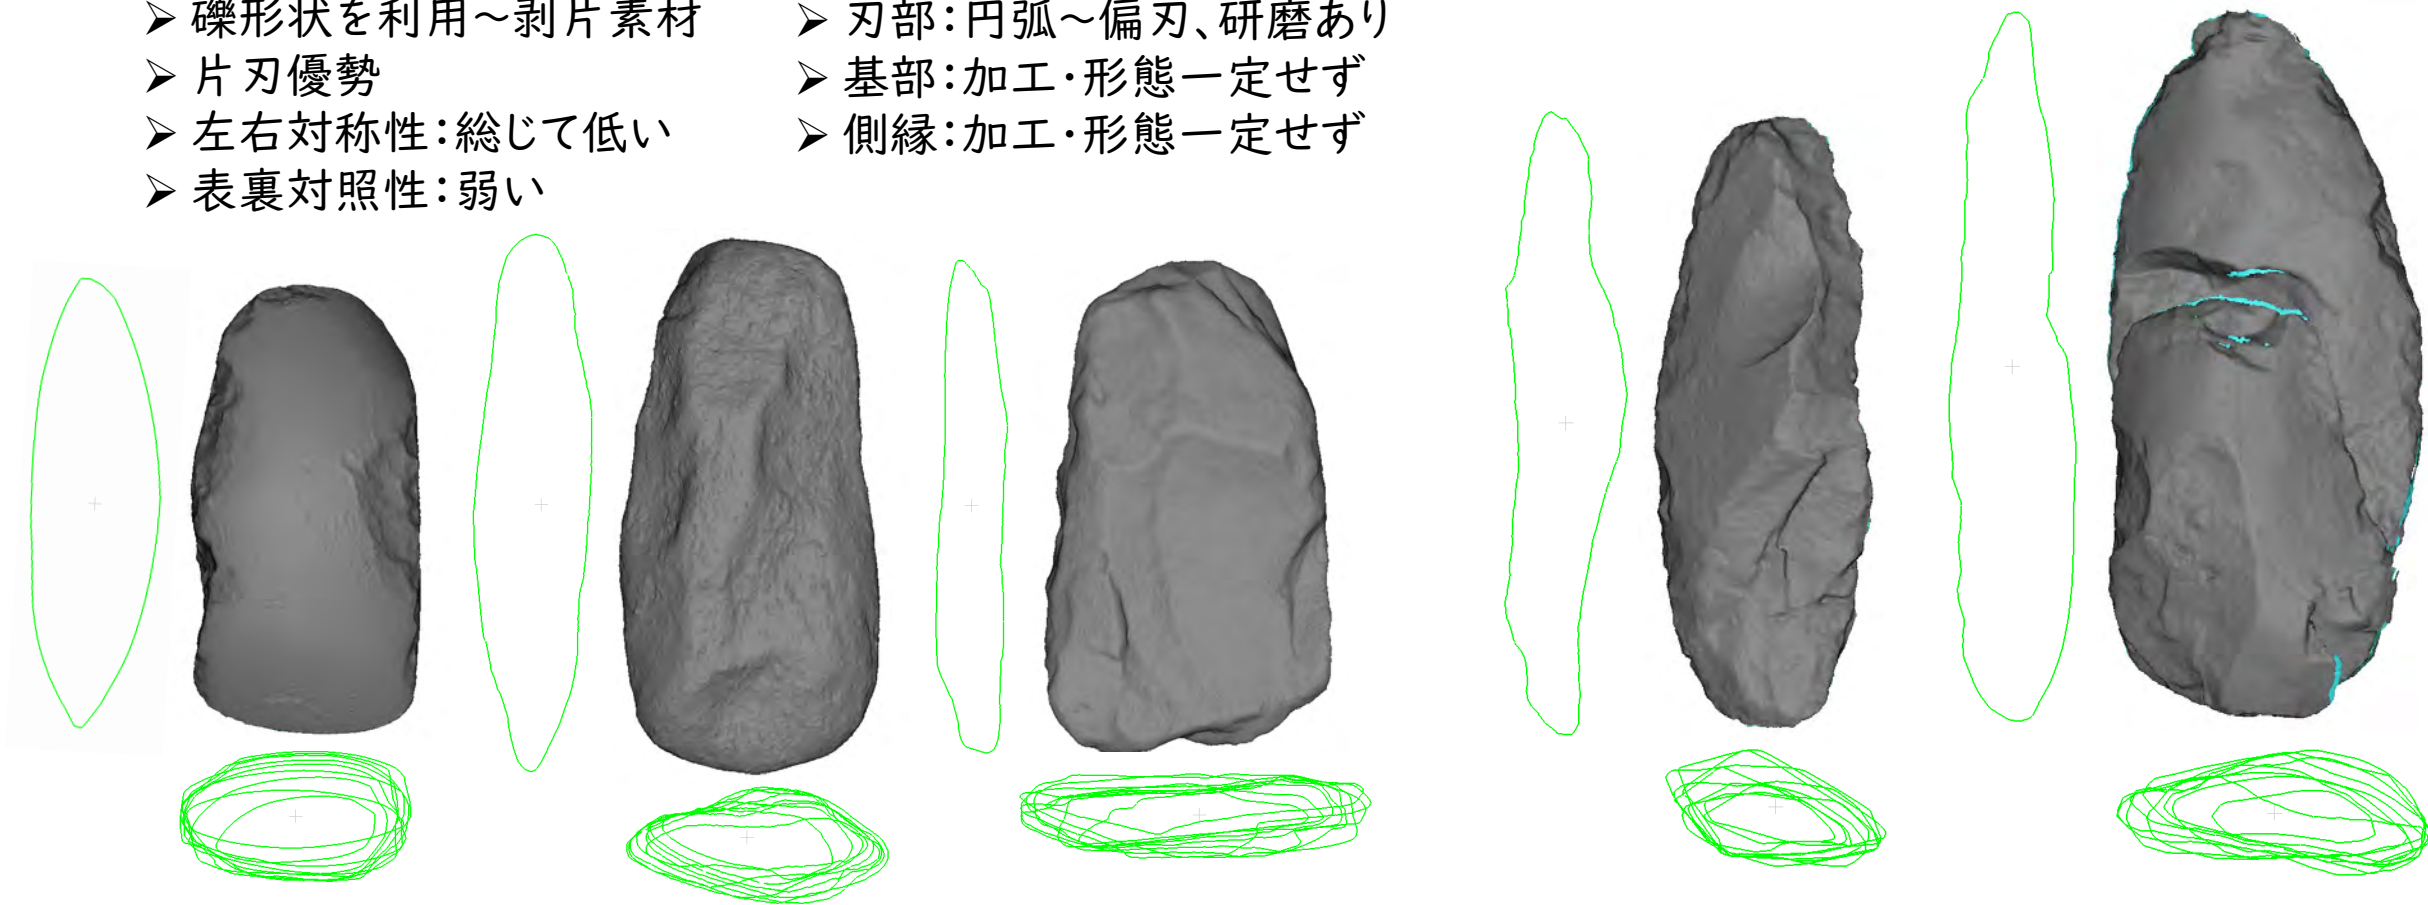 ➢ 礫形状を利用～剥片素材
➢ 片刃優勢
➢ 左右対称性：総じて低い
➢ 表裏対照性：弱い
➢ 刃部：円弧～偏刃、研磨あり
➢ 基部：加工・形態一定せず
➢ 側縁：加工・形態一定せず